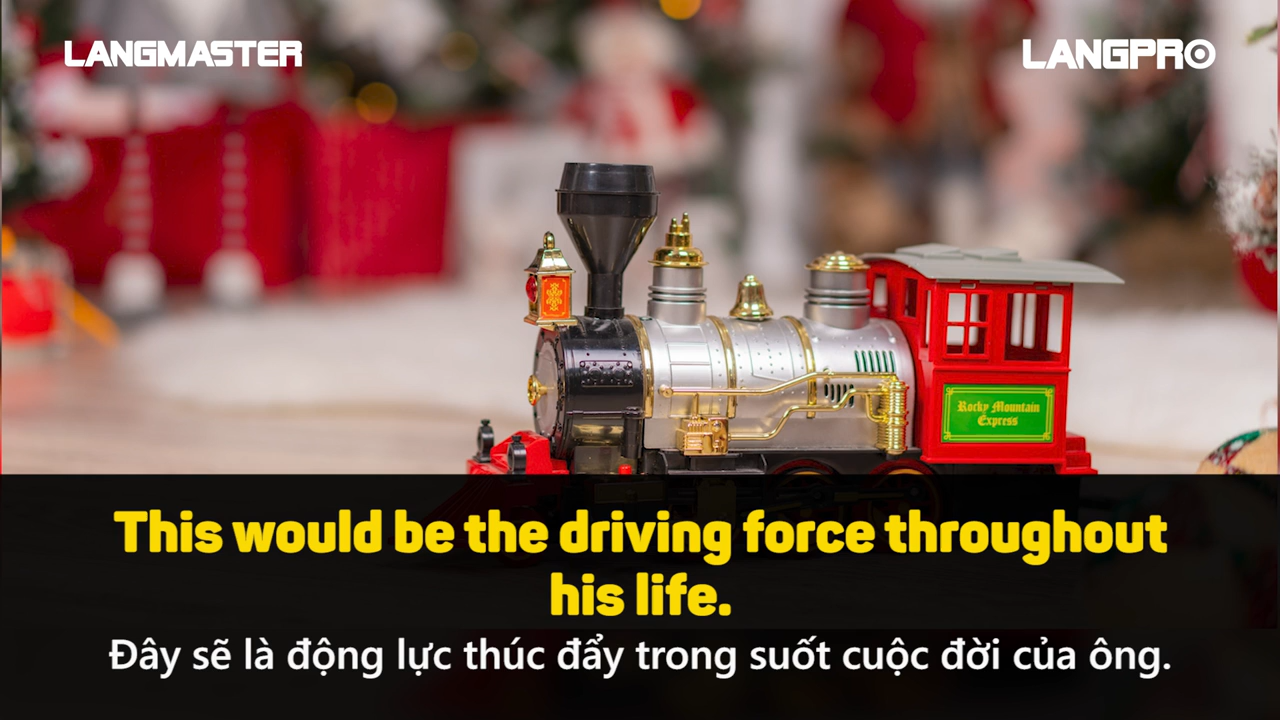 LANGMASTER
LANGPRO
Rocky Mountain
Express
This would be the driving force throughout
his life.
Đây sẽ là động lực thúc đẩy trong suốt cuộc đời của ông.